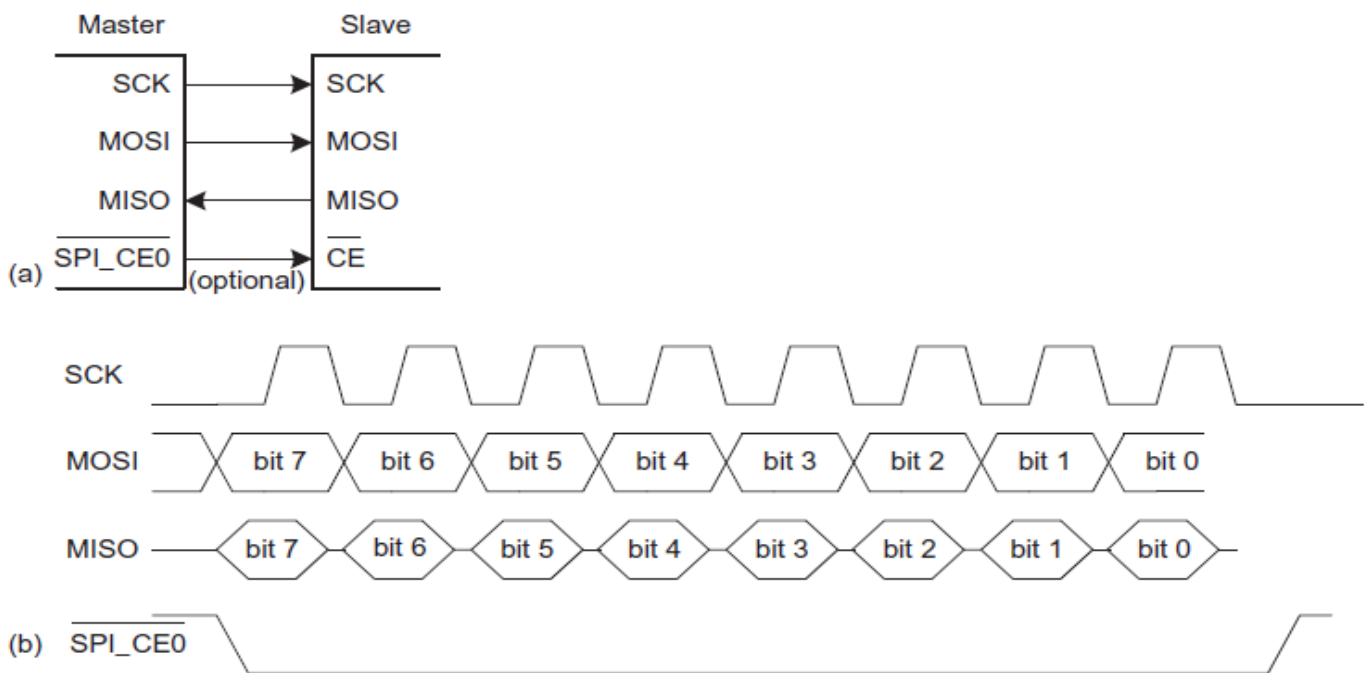 Master Slave
SCK SCK
MOSI MOSI
MISO MISO
SPI_CE0 CE
(a) (optional)
SCK
MOSI bit 7 bit 6 bit 5 bit 4 bit 3 bit 2 bit 1 bit 0
MISO bit 7 bit 6 bit 5 bit 4 bit 3 bit 2 bit 1 bit 0
(b) SPI_CE0